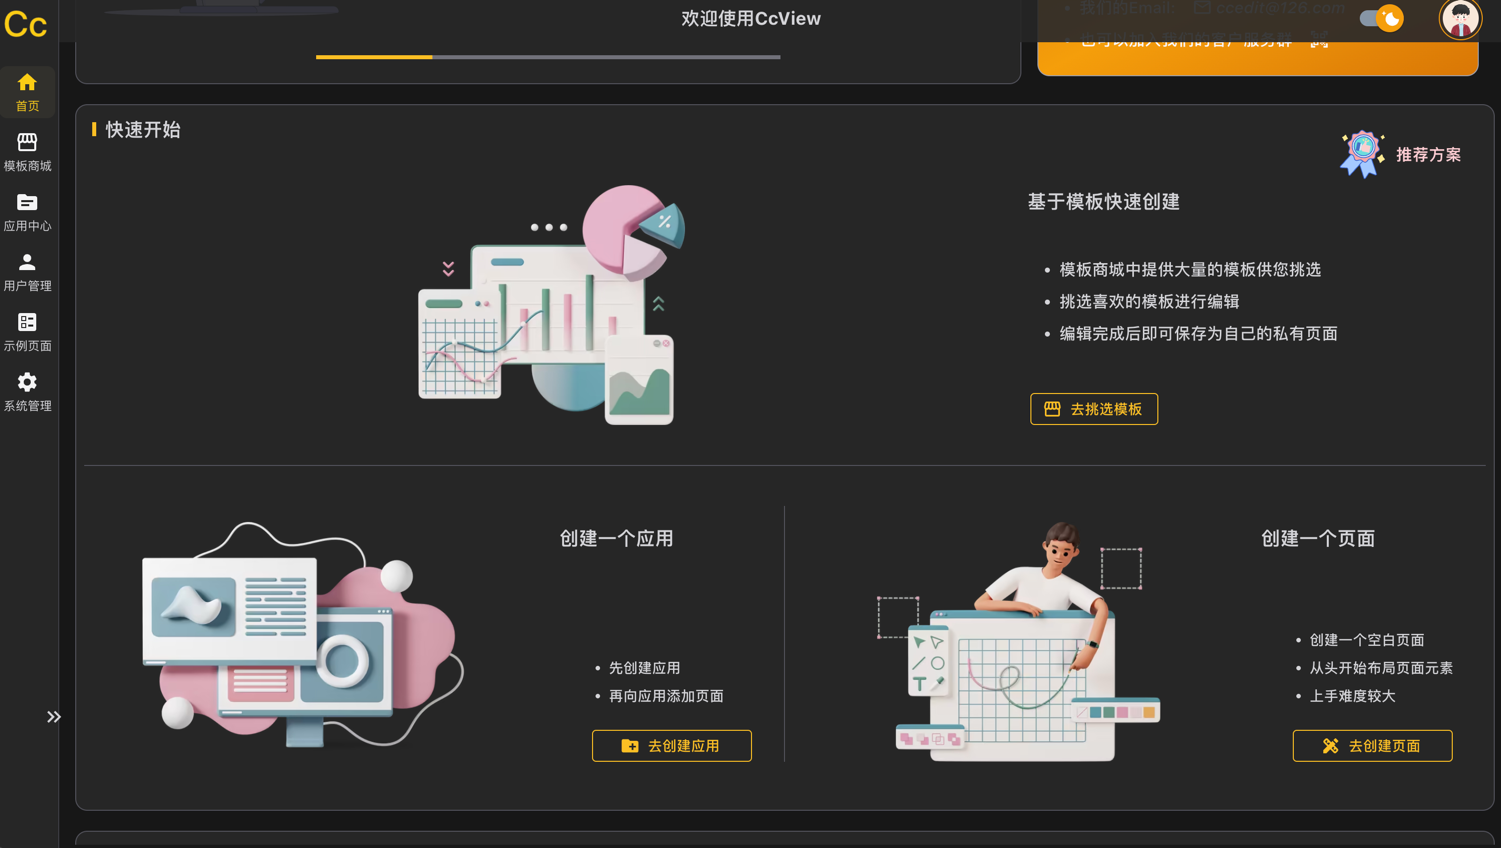 Cc
欢迎使用CcView
我们的Email: ccedit@126.com
也可以加入我们的客户服务群
首页
模板商城
应用中心
用户管理
示例页面
系统管理
快速开始
推荐方案
基于模板快速创建
模板商城中提供大量的模板供您挑选
挑选喜欢的模板进行编辑
编辑完成后即可保存为自己的私有页面
去挑选模板
创建一个应用
先创建应用
再向应用添加页面
去创建应用
创建一个页面
创建一个空白页面
从头开始布局页面元素
上手难度较大
去创建页面